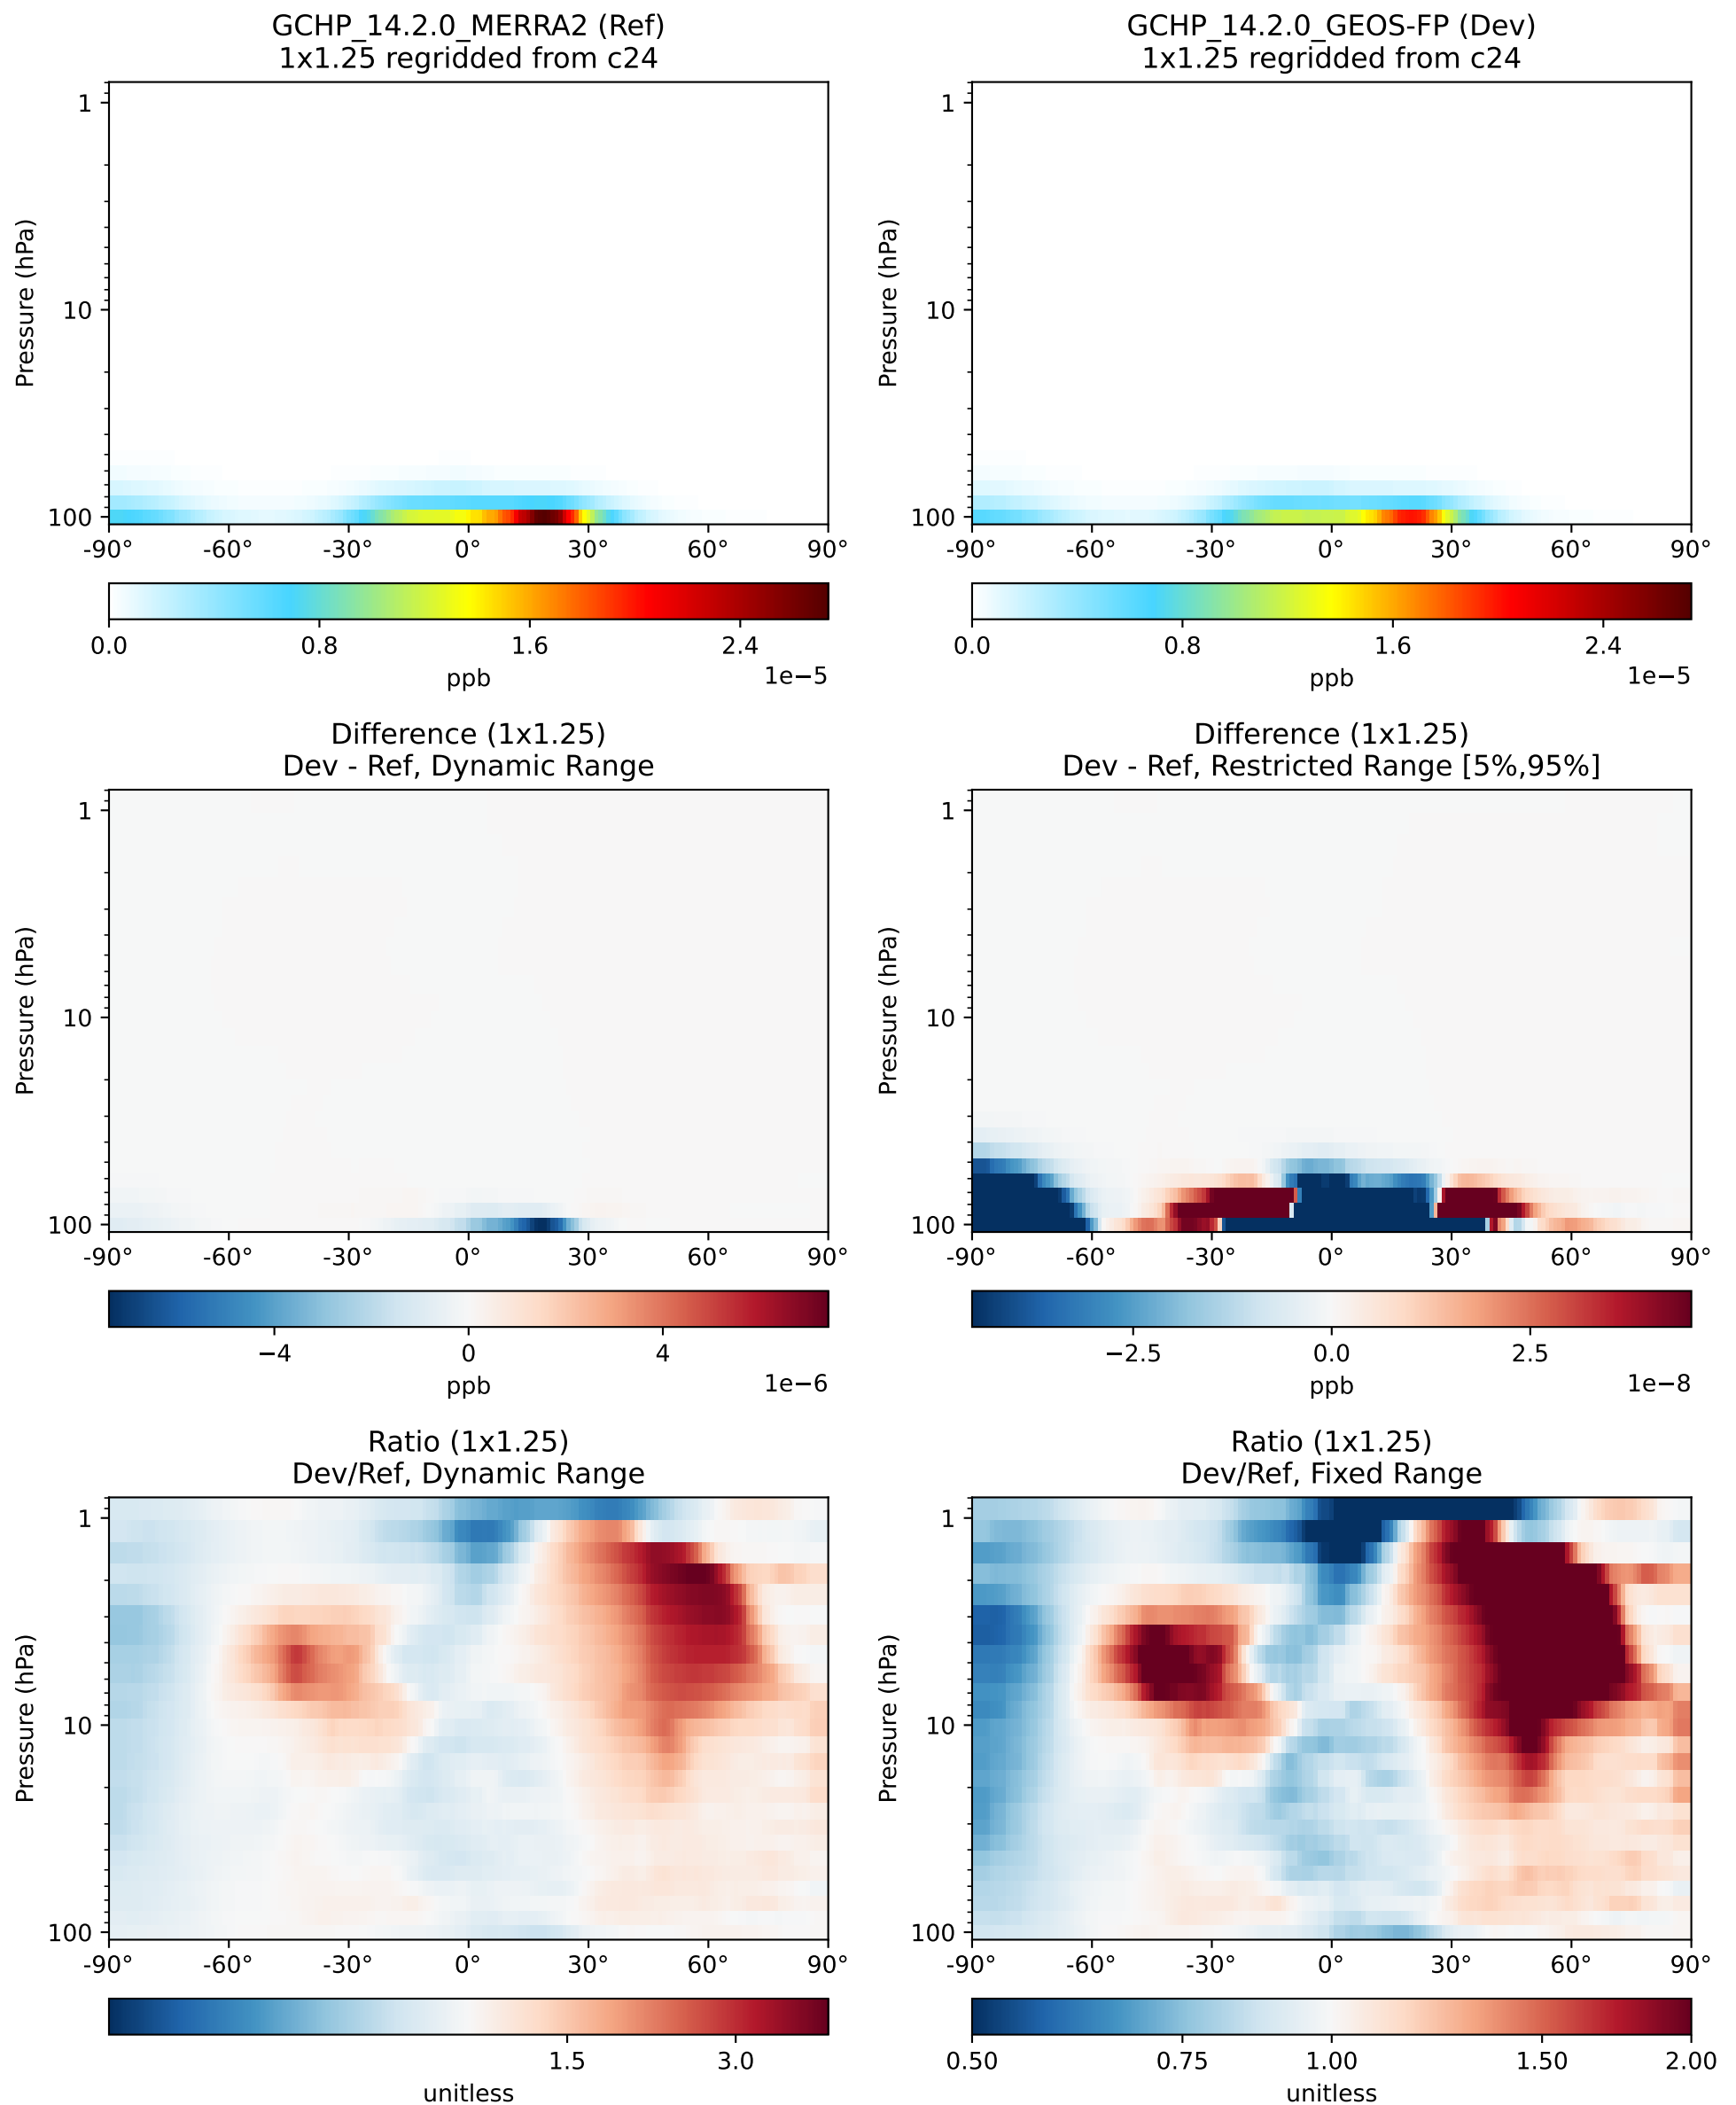 GCHP_14.2.0_MERRA2 (Ref)
1x1.25 regridded from c24
Pressure (hPa)
1
10
100
-90° -60° -30° 0° 30° 60° 90°
0.0 0.8 1.6 2.4
1e−5
ppb
GCHP_14.2.0_GEOS-FP (Dev)
1x1.25 regridded from c24
Pressure (hPa)
1
10
100
-90° -60° -30° 0° 30° 60° 90°
0.0 0.8 1.6 2.4
1e−5
ppb
Difference (1x1.25)
Dev - Ref, Dynamic Range
Pressure (hPa)
1
10
100
-90° -60° -30° 0° 30° 60° 90°
−4 0 4
1e−6
ppb
Difference (1x1.25)
Dev - Ref, Restricted Range [5%,95%]
Pressure (hPa)
1
10
100
-90° -60° -30° 0° 30° 60° 90°
−2.5 0.0 2.5
1e−8
ppb
Ratio (1x1.25)
Dev/Ref, Dynamic Range
Pressure (hPa)
1
10
100
-90° -60° -30° 0° 30° 60° 90°
1.5 3.0
unitless
Ratio (1x1.25)
Dev/Ref, Fixed Range
Pressure (hPa)
1
10
100
-90° -60° -30° 0° 30° 60° 90°
0.50 0.75 1.00 1.50 2.00
unitless